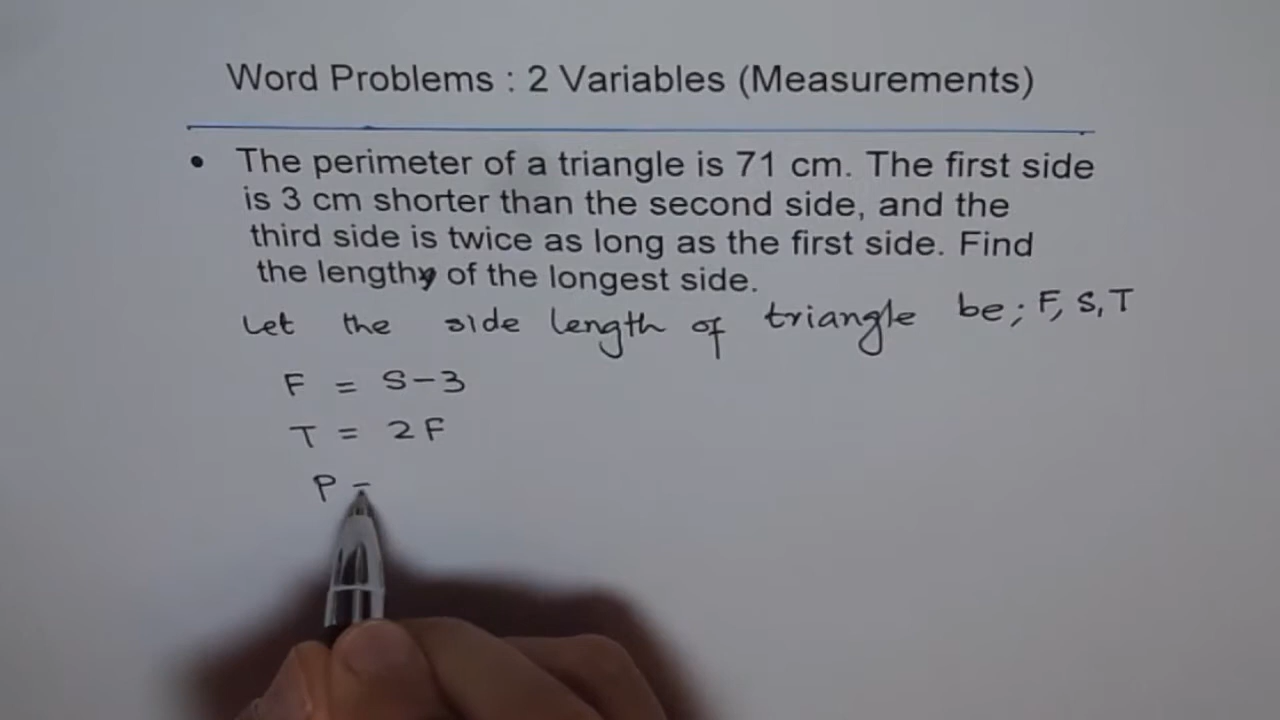 Word Problems : 2 Variables (Measurements)
• The perimeter of a triangle is 71 cm. The first side
is 3 cm shorter than the second side, and the
third side is twice as long as the first side. Find
the length of the longest side.
Let the side length of triangle be; F, S, T
F = S-3
T = 2F
P =